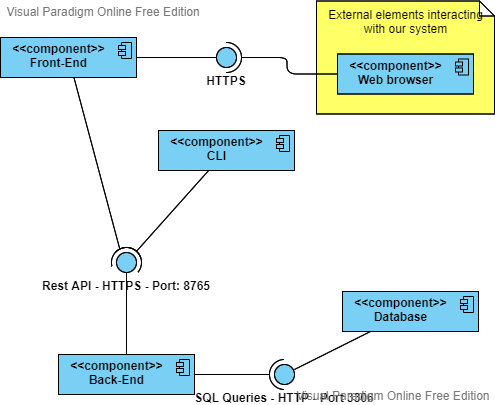 Visual Paradigm Online Free Edition
External elements interacting
with our system
<<component>>
Front-End
HTTPS
<<component>>
Web browser
<<component>>
CLI
Rest API - HTTPS - Port: 8765
<<component>>
Database
<<component>>
Back-End
SQL Queries - HTTP - Port 3306
Visual Paradigm Online Free Edition